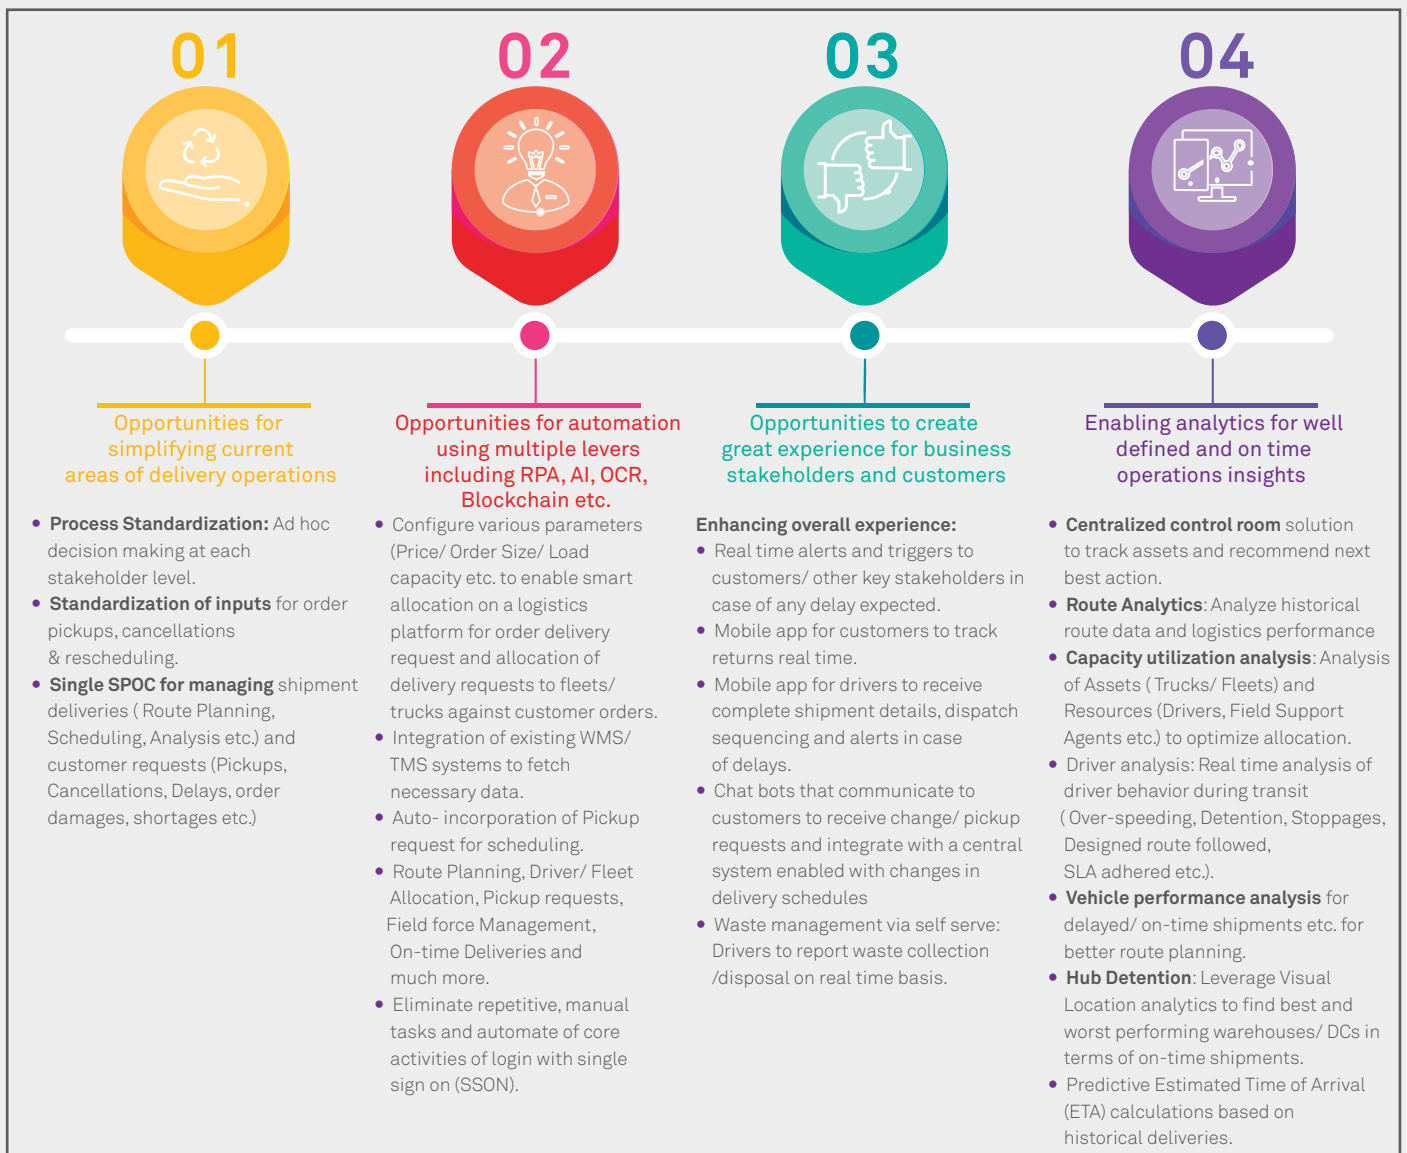 01
Opportunities for
simplifying current
areas of delivery operations
• Process Standardization: Ad hoc
decision making at each
stakeholder level.
• Standardization of inputs for order
pickups, cancellations
& rescheduling.
• Single SPOC for managing shipment
deliveries ( Route Planning,
Scheduling, Analysis etc.) and
customer requests (Pickups,
Cancellations, Delays, order
damages, shortages etc.)
02
Opportunities for automation
using multiple levers
including RPA, AI, OCR,
Blockchain etc.
• Configure various parameters
(Price/ Order Size/ Load
capacity etc. to enable smart
allocation on a logistics
platform for order delivery
request and allocation of
delivery requests to fleets/
trucks against customer orders.
• Integration of existing WMS/
TMS systems to fetch
necessary data.
• Auto- incorporation of Pickup
request for scheduling.
• Route Planning, Driver/ Fleet
Allocation, Pickup requests,
Field force Management,
On-time Deliveries and
much more.
• Eliminate repetitive, manual
tasks and automate of core
activities of login with single
sign on (SSON).
03
Opportunities to create
great experience for business
stakeholders and customers
Enhancing overall experience:
• Real time alerts and triggers to
customers/ other key stakeholders in
case of any delay expected.
• Mobile app for customers to track
returns real time.
• Mobile app for drivers to receive
complete shipment details, dispatch
sequencing and alerts in case
of delays.
• Chat bots that communicate to
customers to receive change/ pickup
requests and integrate with a central
system enabled with changes in
delivery schedules
• Waste management via self serve:
Drivers to report waste collection
/disposal on real time basis.
04
Enabling analytics for well
defined and on time
operations insights
• Centralized control room solution
to track assets and recommend next
best action.
• Route Analytics: Analyze historical
route data and logistics performance
• Capacity utilization analysis: Analysis
of Assets ( Trucks/ Fleets) and
Resources (Drivers, Field Support
Agents etc.) to optimize allocation.
• Driver analysis: Real time analysis of
driver behavior during transit
( Over-speeding, Detention, Stoppages,
Designed route followed,
SLA adhered etc.).
• Vehicle performance analysis for
delayed/ on-time shipments etc. for
better route planning.
• Hub Detention: Leverage Visual
Location analytics to find best and
worst performing warehouses/ DCs in
terms of on-time shipments.
• Predictive Estimated Time of Arrival
(ETA) calculations based on
historical deliveries.